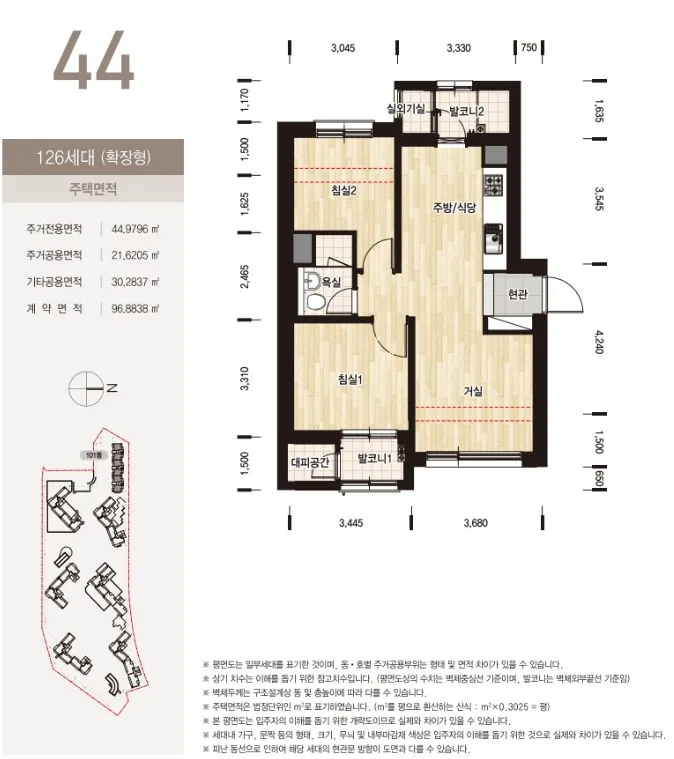 44
126세대 (확장형)
주택면적
주거전용면적 44.9796 ㎡
주거공용면적 21.6205 ㎡
기타공용면적 30.2837 ㎡
계 약 면 적 96.8838 ㎡
N
101동
3,045
3,330
750
1,170
1,500
1,625
2,465
3,310
1,500
1,635
3,545
4,240
1,500
650
실외기실
발코니2
침실2
주방/식당
욕실
현관
침실1
거실
대피공간
발코니1
3,445
3,680
※ 평면도는 일부세대를 표기한 것이며, 동 • 호별 주거공용부위는 형태 및 면적 차이가 있을 수 있습니다.
※ 상기 치수는 이해를 돕기 위한 참고치수입니다. (평면도상의 수치는 벽체중심선 기준이며, 발코니는 벽체외부끝선 기준임)
※ 벽체두께는 구조설계상 동 및 층높이에 따라 다를 수 있습니다.
※ 주택면적은 법정단위인 m²로 표기하였습니다. (m²를 평으로 환산하는 산식 : m²×0.3025 = 평)
※ 본 평면도는 입주자의 이해를 돕기 위한 개략도이므로 실제와 차이가 있을 수 있습니다.
※ 세대내 가구, 문짝 등의 형태, 크기, 무늬 및 내부마감재 색상은 입주자의 이해를 돕기 위한 것으로 실제와 차이가 있을 수 있습니다.
※ 피난 동선으로 인하여 해당 세대의 현관문 방향이 도면과 다를 수 있습니다.